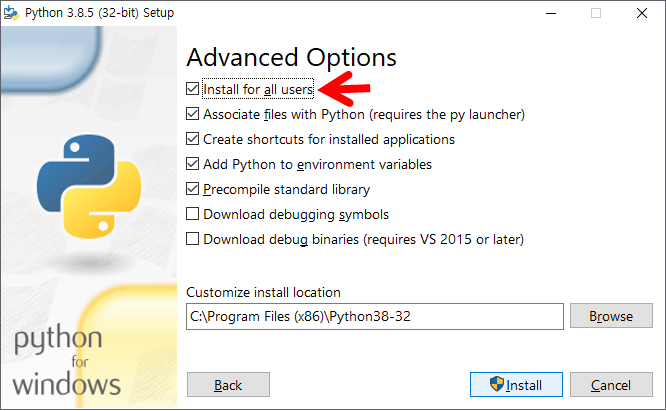 Python 3.8.5 (32-bit) Setup
Advanced Options
Install for all users
Associate files with Python (requires the py launcher)
Create shortcuts for installed applications
Add Python to environment variables
Precompile standard library
Download debugging symbols
Download debug binaries (requires VS 2015 or later)
Customize install location
C:\Program Files (x86)\Python38-32
Browse
python
for
windows
Back
Install
Cancel